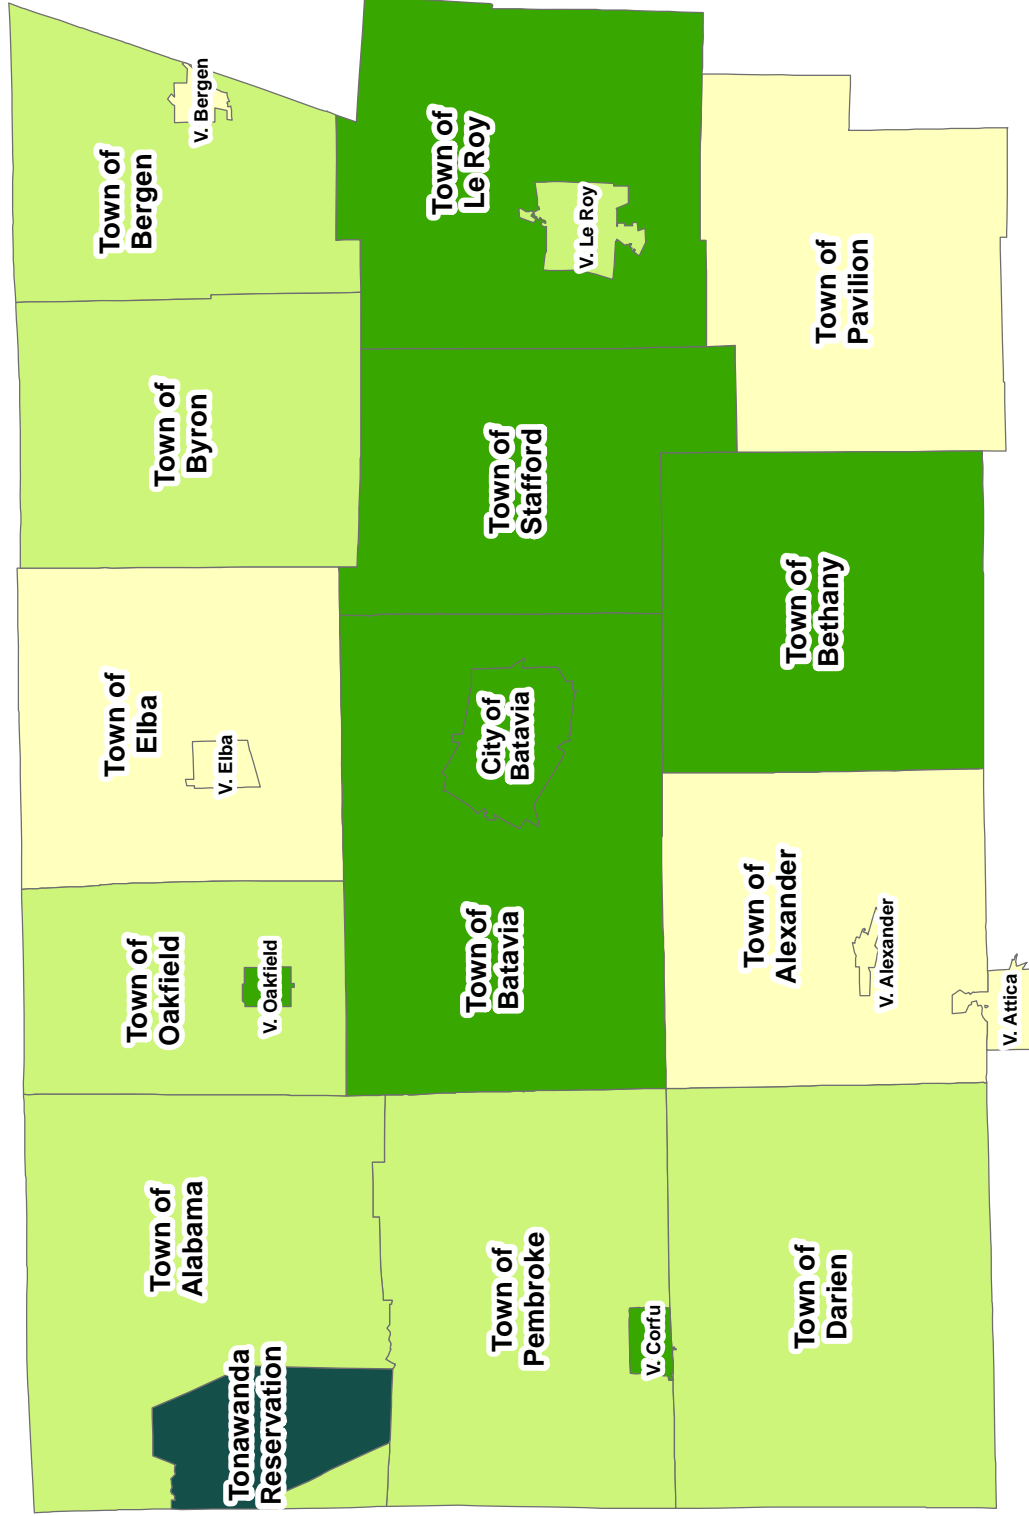 Town of
Alabama
Tonawanda
Reservation
Town of
Oakfield
V. Oakfield
Town of
Elba
V. Elba
Town of
Byron
Town of
Bergen
V. Bergen
Town of
Pembroke
V. Corfu
Town of
Batavia
City of
Batavia
Town of
Stafford
Town of
Le Roy
V. Le Roy
Town of
Darien
Town of
Alexander
V. Alexander
V. Attica
Town of
Bethany
Town of
Pavilion